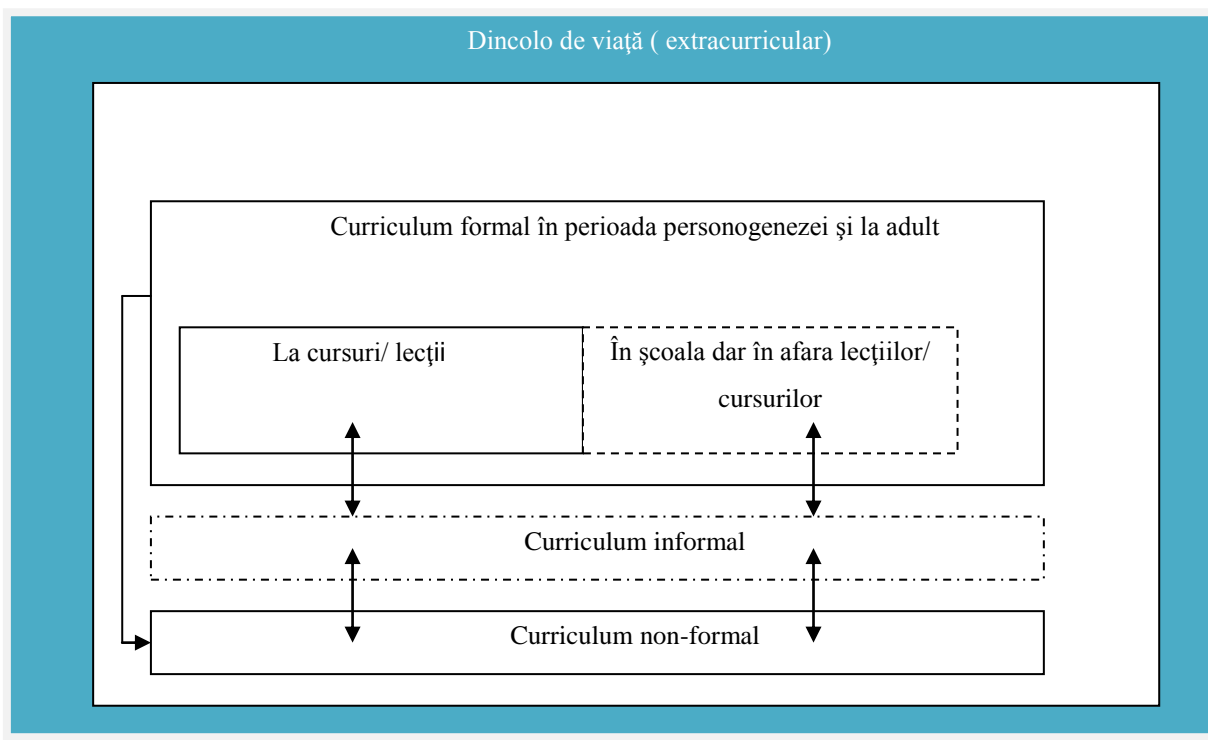 Dincolo de viaţă ( extracurricular)
Curriculum formal în perioada personogenezei şi la adult
La cursuri/ lecţii
În şcoala dar în afara lecţiilor/
cursurilor
Curriculum informal
Curriculum non-formal